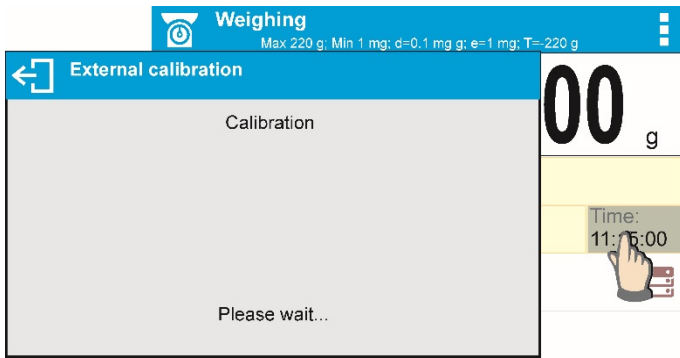 Weighing
Max 220 g; Min 1 mg; d=0.1 mg g; e=1 mg; T=-220 g
External calibration
Calibration
00 g
Time:
Please wait...